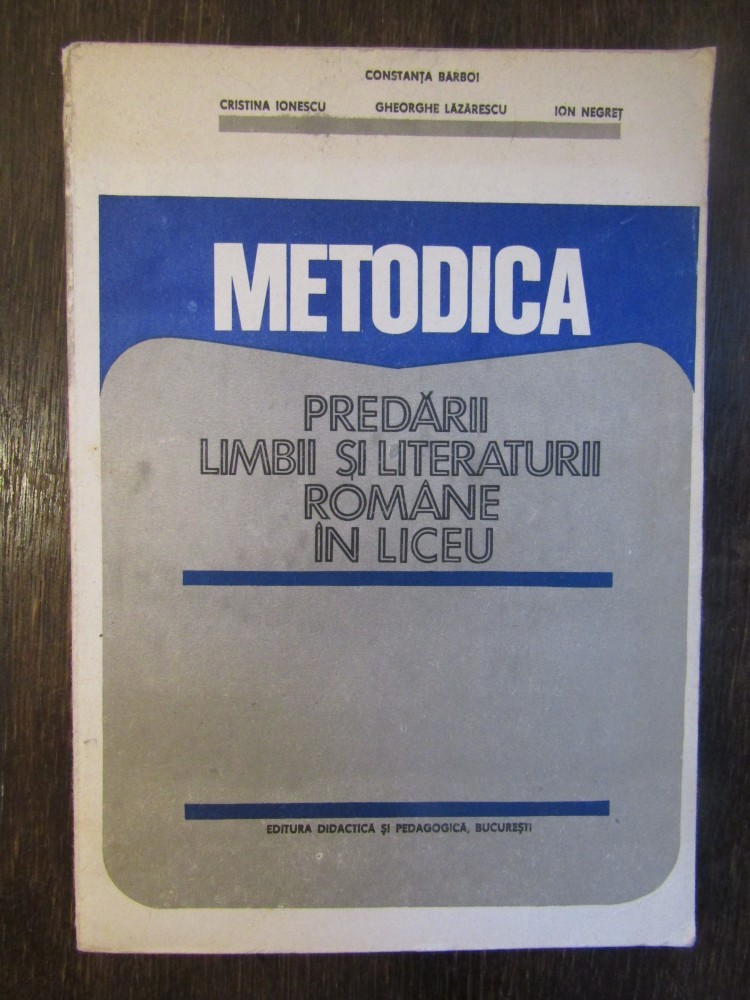 CONSTANȚA BĂRBOI
CRISTINA IONESCU GHEORGHE LĂZĂRESCU ION NEGREȚ
METODICA
PREDĂRII
LIMBII ȘI LITERATURII
ROMÂNE
ÎN LICEU
EDITURA DIDACTICĂ ȘI PEDAGOGICĂ, BUCUREȘTI